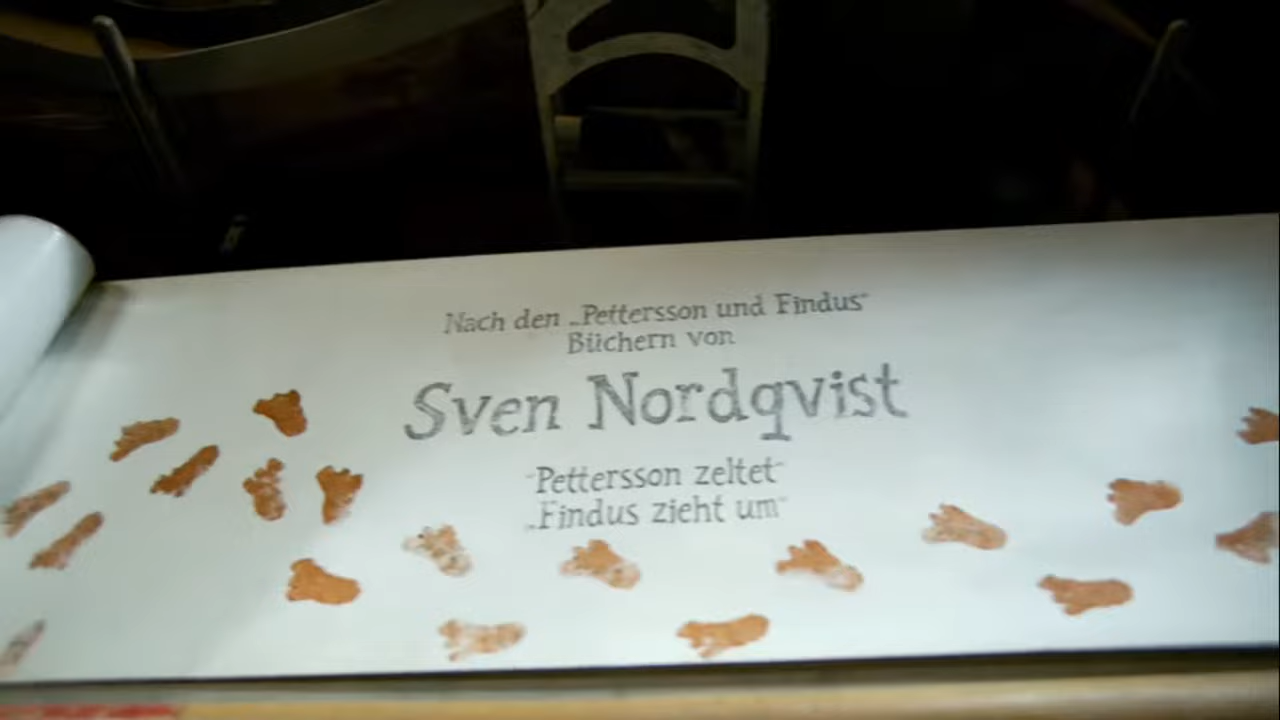 Nach den „Pettersson und Findus“
Büchern von
Sven Nordqvist
"Pettersson zeltet"
„Findus zieht um"